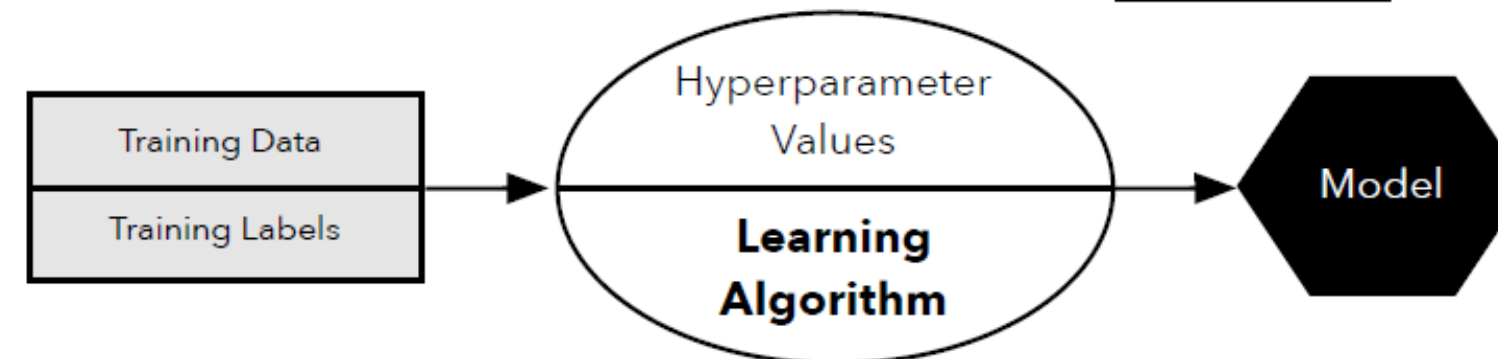 Training Data
Training Labels
Hyperparameter
Values
Learning
Algorithm
Model